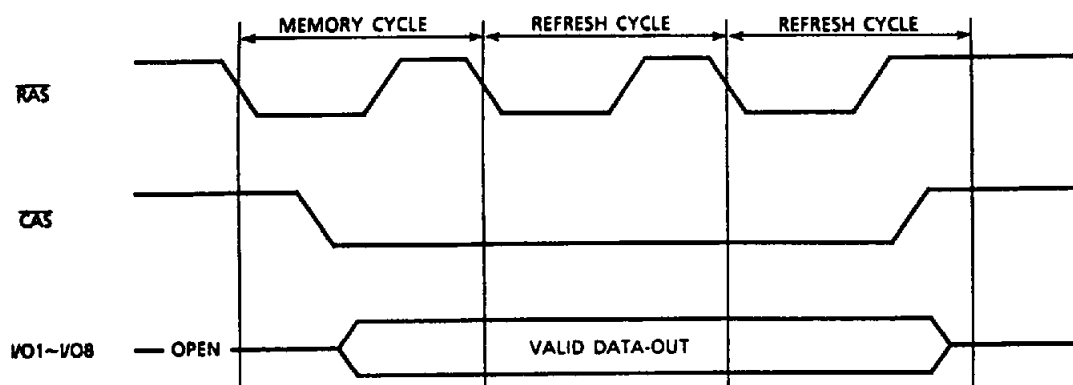 MEMORY CYCLE REFRESH CYCLE REFRESH CYCLE
RAS
CAS
I/O1~I/O8 OPEN VALID DATA-OUT